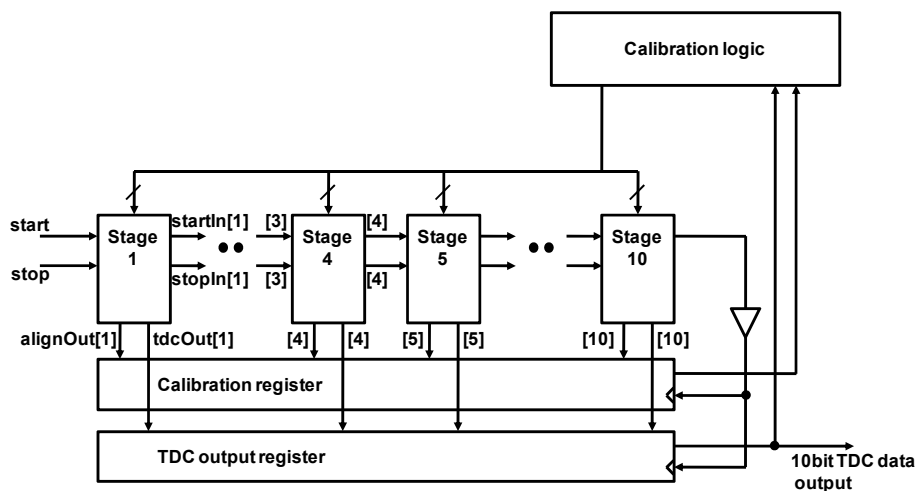 Calibration logic
start
stop
Stage
1
startIn[1]
stopIn[1]
[3]
[3]
Stage
4
[4]
[4]
Stage
5
Stage
10
alignOut[1]
tdcOut[1]
[4]
[4]
[5]
[5]
[10]
[10]
Calibration register
TDC output register
10bit TDC data
output